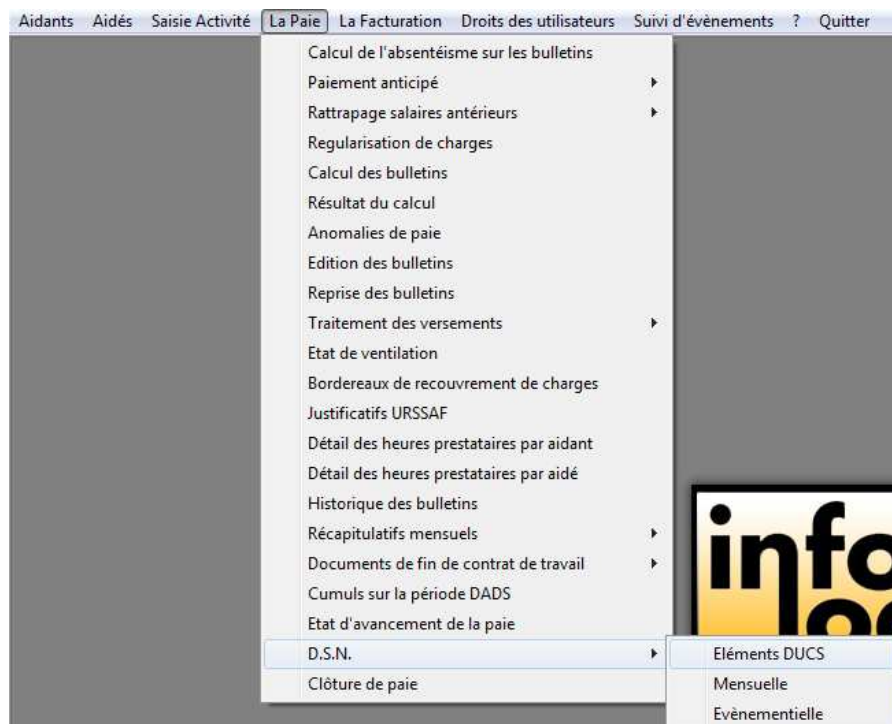 Aidants Aidés Saisie Activité La Paie La Facturation Droits des utilisateurs Suivi d'évènements ? Quitter
Calcul de l'absentéisme sur les bulletins
Paiement anticipé
Rattrapage salaires antérieurs
Regularisation de charges
Calcul des bulletins
Résultat du calcul
Anomalies de paie
Edition des bulletins
Reprise des bulletins
Traitement des versements
Etat de ventilation
Bordereaux de recouvrement de charges
Justificatifs URSSAF
Détail des heures prestataires par aidant
Détail des heures prestataires par aidé
Historique des bulletins
Récapitulatifs mensuels
Documents de fin de contrat de travail
Cumuls sur la période DADS
Etat d'avancement de la paie
D.S.N.
Clôture de paie
Eléments DUCS
Mensuelle
Evènementielle
info